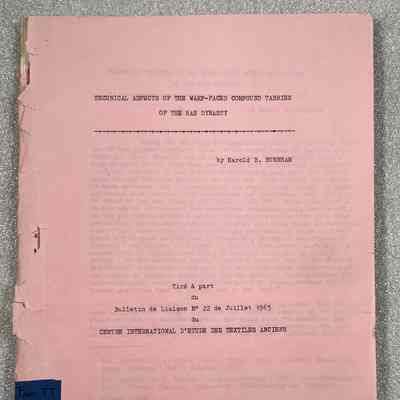 TECHNICAL ASPECTS OF THE WARP-FACED COMPOUND TABBIES
OF THE HAN DYNASTY
by Harold B. BURNHAM
Tiré à part
du
Bulletin de Liaison N° 22 de Juillet 1965
du
CENTRE INTERNATIONAL D'ETUDE DES TEXTILES ANCIENS